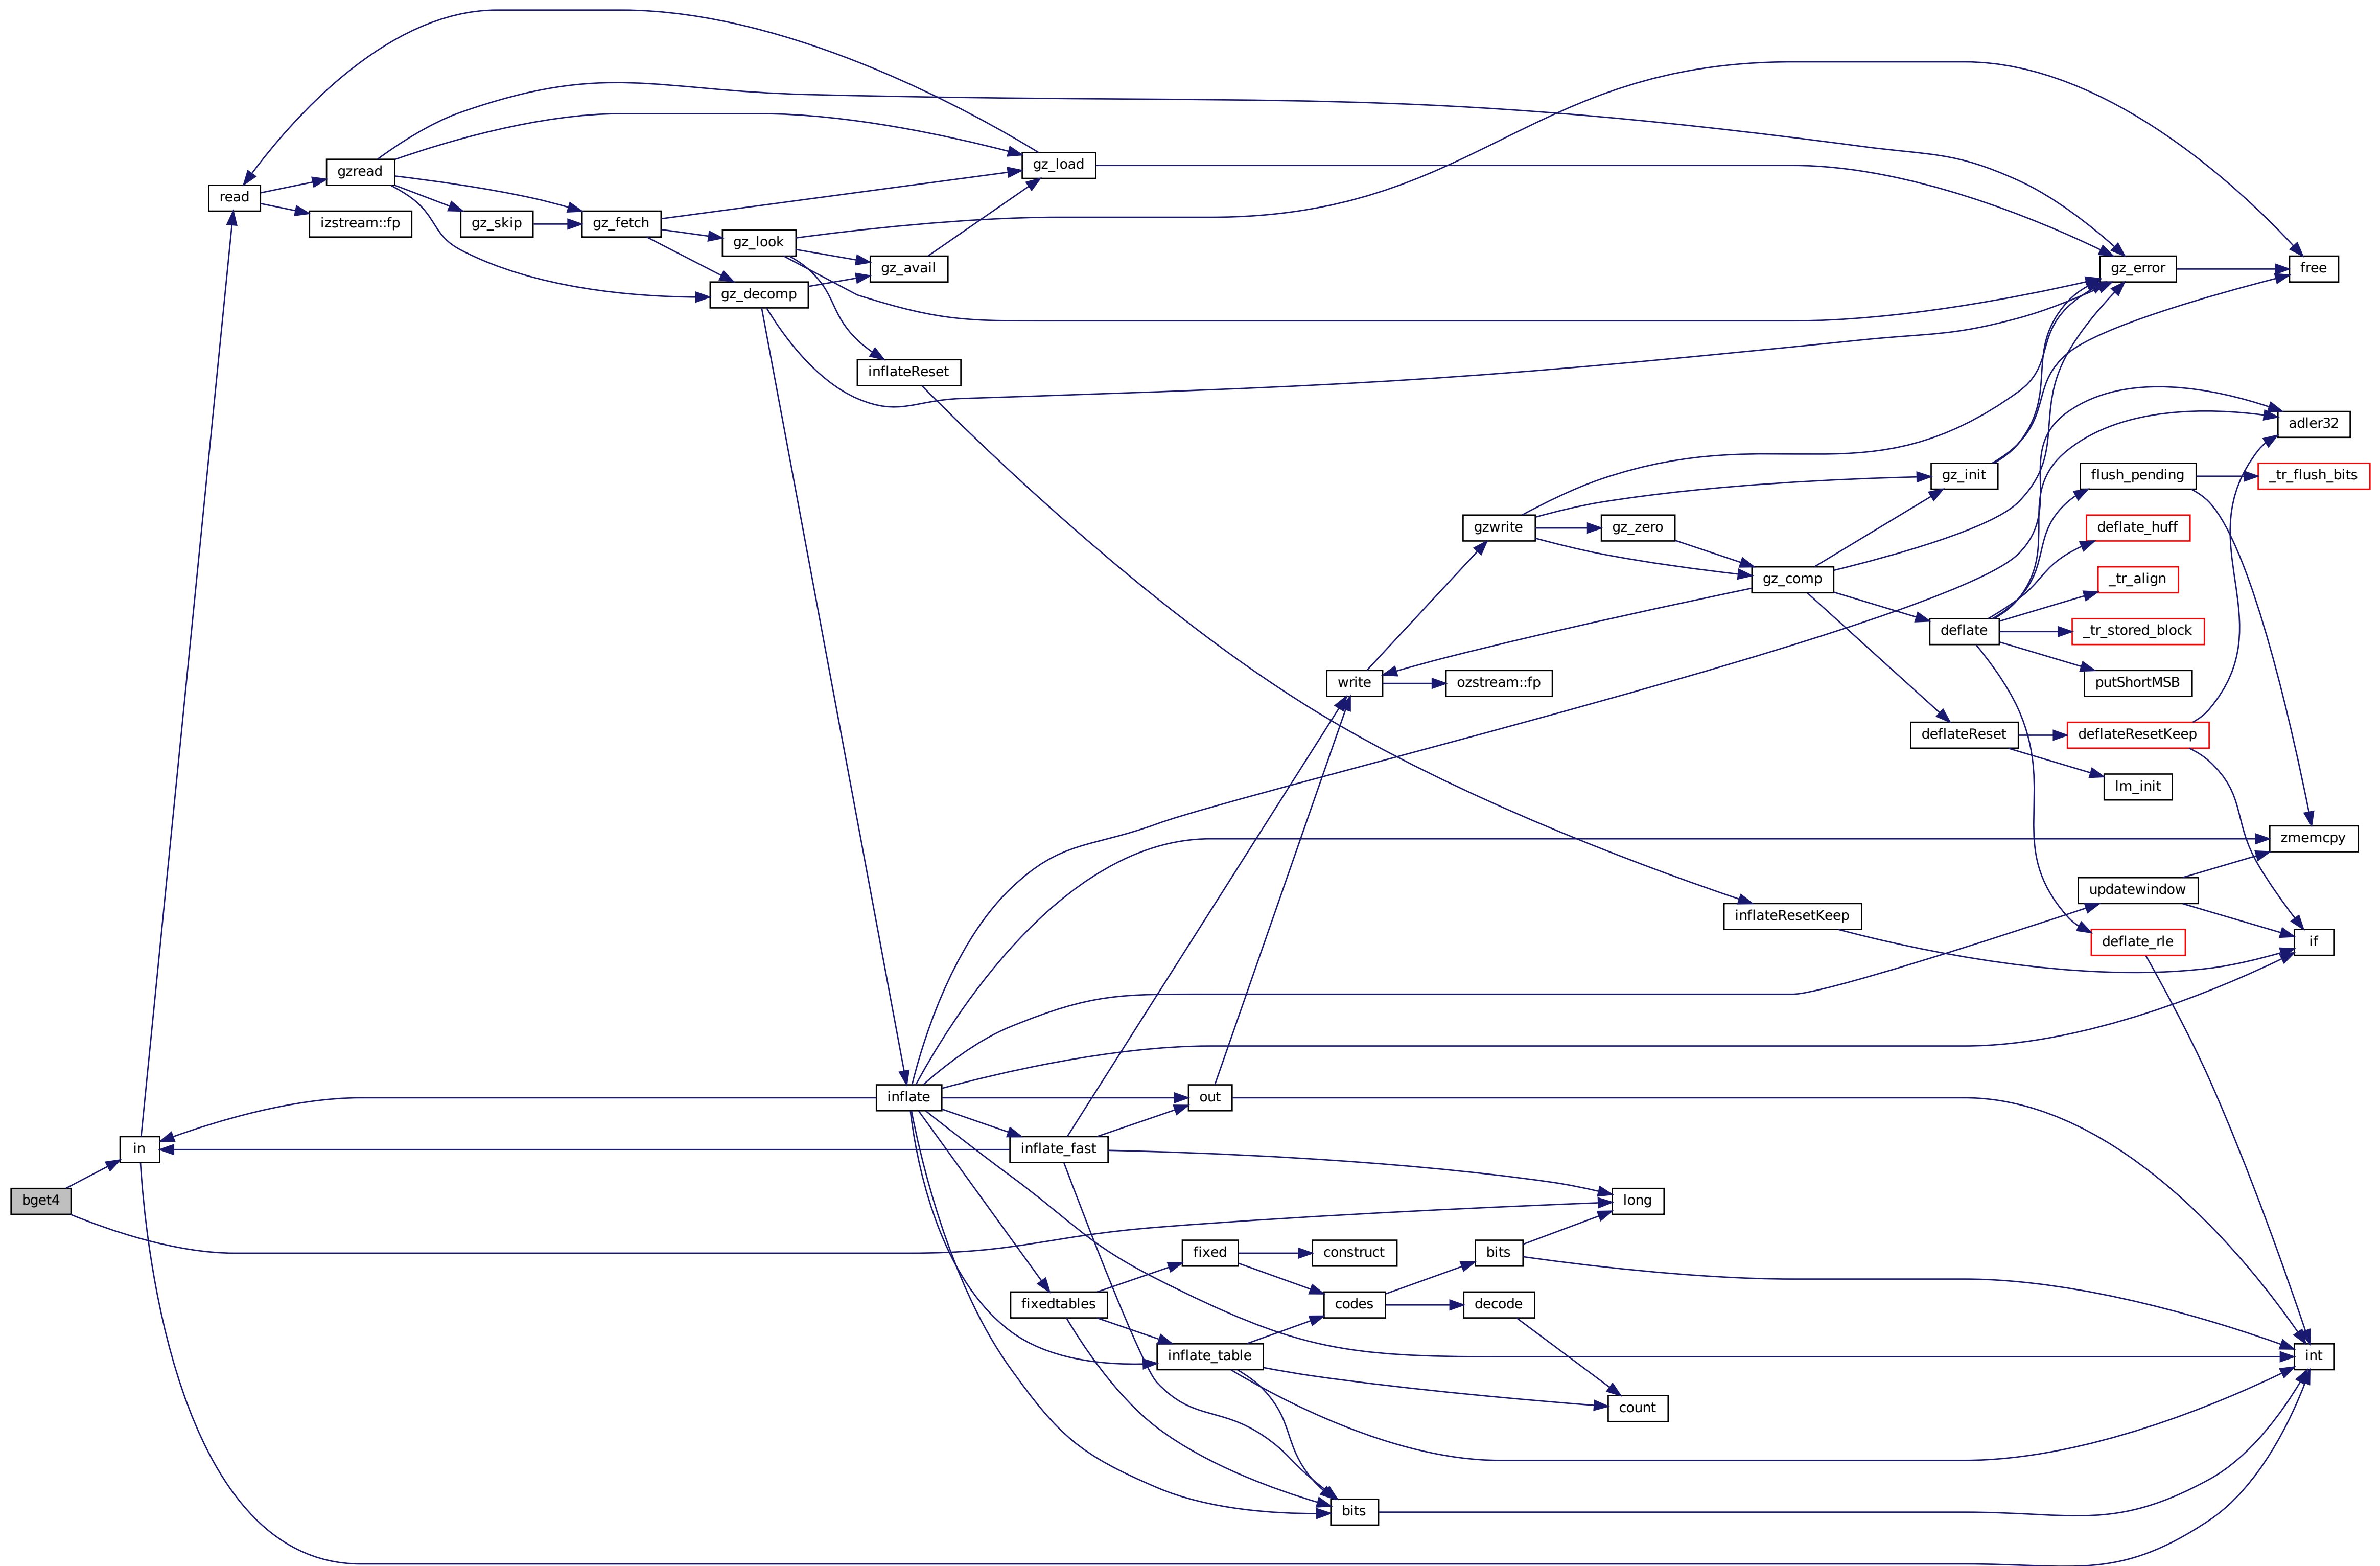 gz_load
gzread
read
izstream::fp
gz_skip
gz_fetch
gz_look
gz_avail
gz_error
free
gz_decomp
inflateReset
adler32
gz_init
flush_pending
_tr_flush_bits
gzwrite
gz_zero
deflate_huff
gz_comp
_tr_align
deflate
_tr_stored_block
write
ozstream::fp
putShortMSB
deflateReset
deflateResetKeep
lm_init
zmemcpy
updatewindow
inflateResetKeep
deflate_rle
if
inflate
out
in
inflate_fast
bget4
long
fixed
construct
bits
fixedtables
codes
decode
inflate_table
int
count
bits